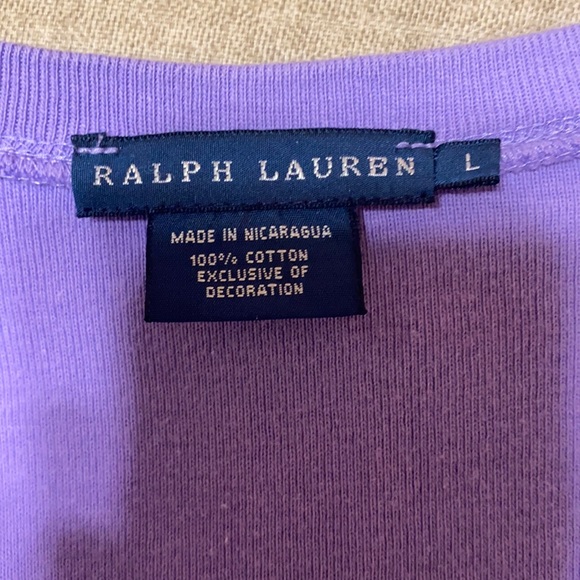 RALPH LAUREN L
MADE IN NICARAGUA
100% COTTON
EXCLUSIVE OF
DECORATION